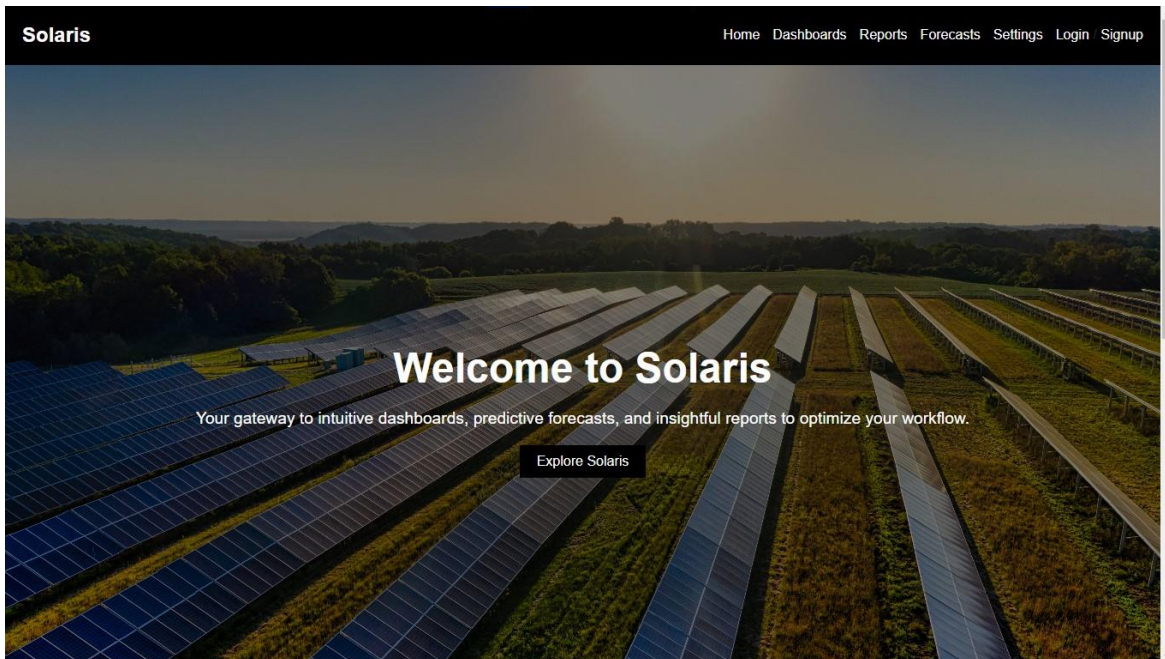 Solaris
Home Dashboards Reports Forecasts Settings Login / Signup
Welcome to Solaris
Your gateway to intuitive dashboards, predictive forecasts, and insightful reports to optimize your workflow.
Explore Solaris